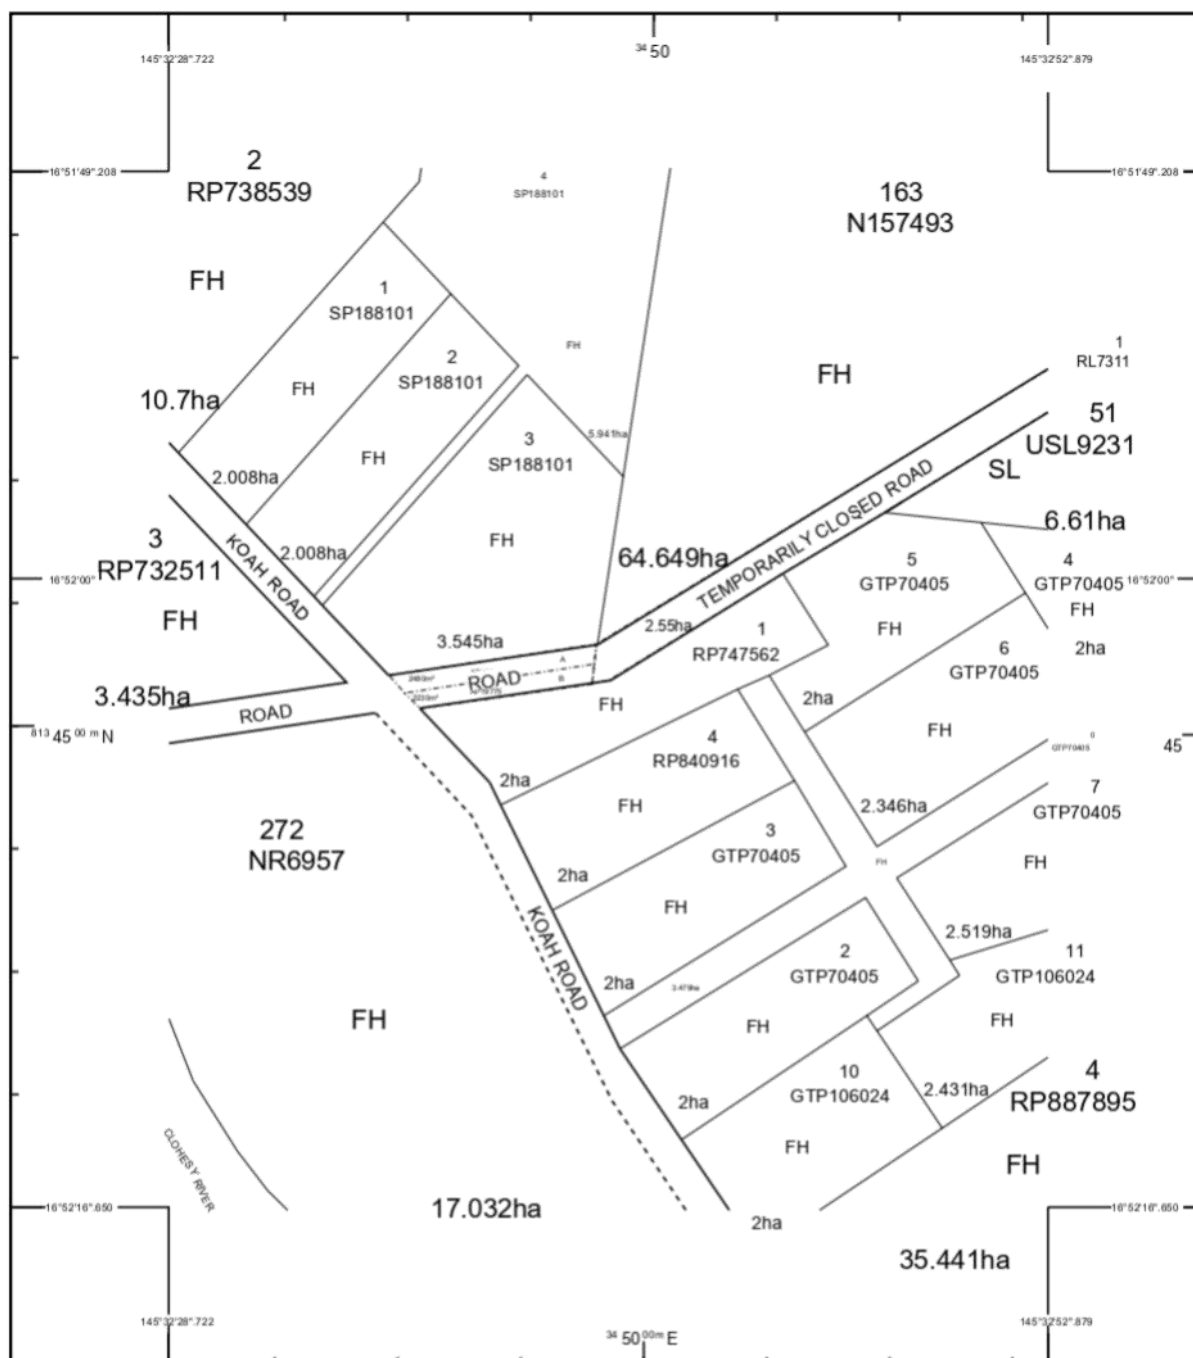 34 50
145°32'28".722
145°32'52".879
16°51'49".208
16°51'49".208
2
RP738539
4
SP188101
163
N157493
FH
1
SP188101
FH
2
SP188101
FH
1
RL7311
FH
FH
10.7ha
51
USL9231
3
SP188101
5.941ha
FH
SL
TEMPORARILY CLOSED ROAD
2.008ha
6.61ha
3
RP732511
KOAH ROAD
2.008ha
FH
64.649ha
5
GTP70405
4
GTP70405
16°52'00"
16°52'00"
FH
FH
2.55ha
1
RP747562
FH
3.545ha
6
GTP70405
2ha
3.435ha
ROAD
A
B
ROAD
FH
2ha
813 45 00 m N
4
RP840916
FH
0
GTP70405
45
2ha
FH
2.346ha
7
GTP70405
272
NR6957
3
GTP70405
FH
FH
2ha
FH
KOAH ROAD
2.519ha
2
GTP70405
11
GTP106024
2ha
3.479ha
FH
FH
FH
10
GTP106024
2.431ha
4
RP887895
2ha
CLOHESY RIVER
FH
FH
17.032ha
16°52'16".650
16°52'16".650
2ha
35.441ha
145°32'28".722
145°32'52".879
34 50 00 m E